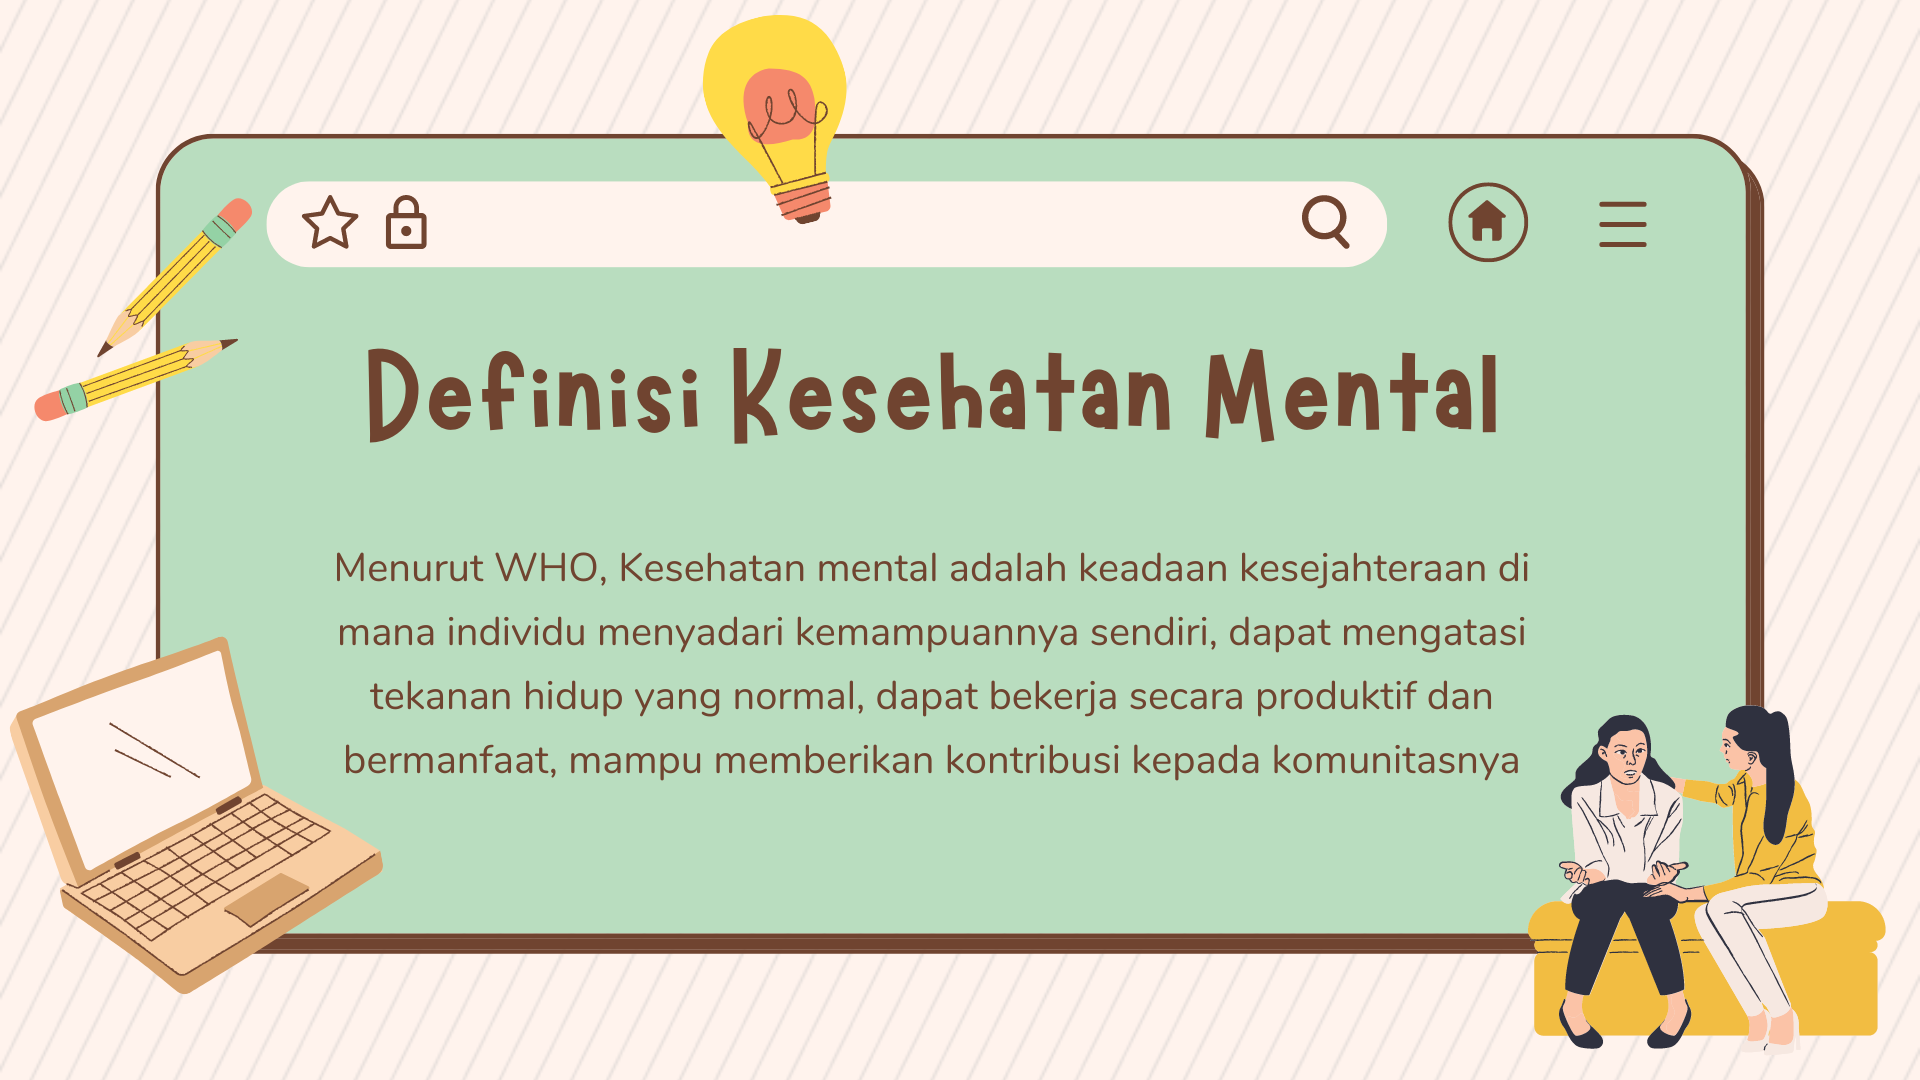 Definisi Kesehatan Mental
Menurut WHO, Kesehatan mental adalah keadaan kesejahteraan di
mana individu menyadari kemampuannya sendiri, dapat mengatasi
tekanan hidup yang normal, dapat bekerja secara produktif dan
bermanfaat, mampu memberikan kontribusi kepada komunitasnya